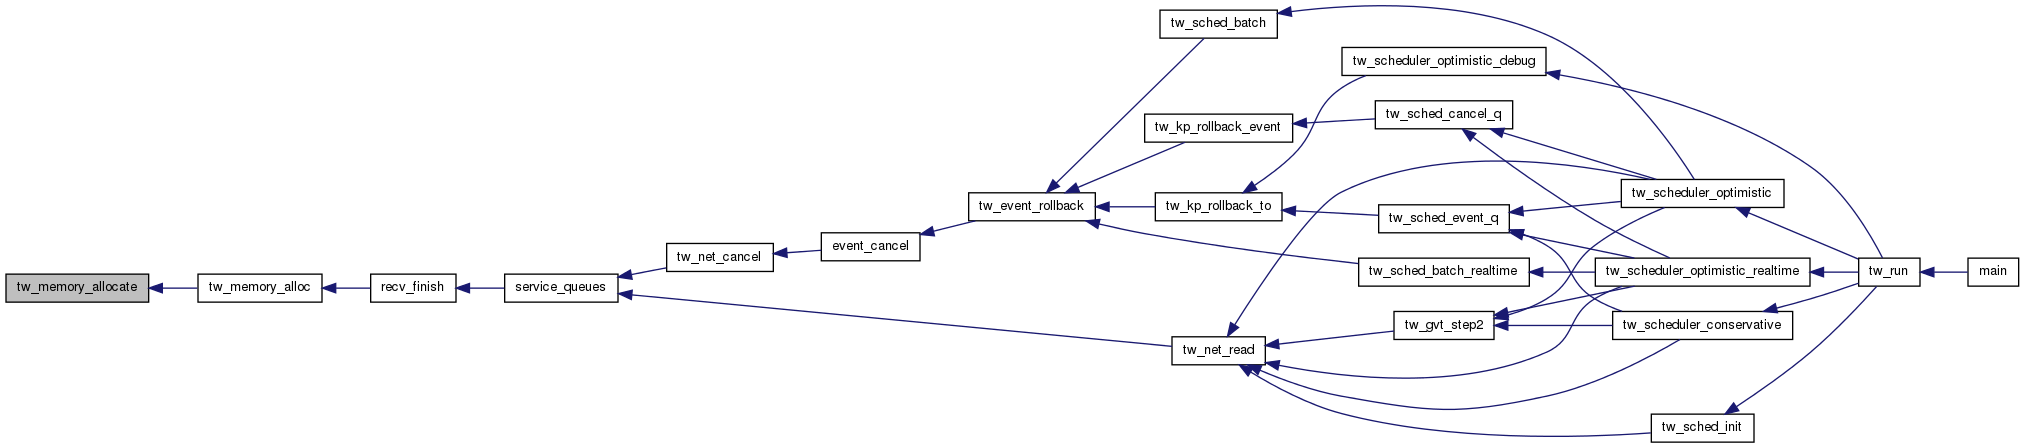 tw_memory_allocate
tw_memory_alloc
recv_finish
service_queues
tw_net_cancel
event_cancel
tw_event_rollback
tw_sched_batch
tw_scheduler_optimistic_debug
tw_kp_rollback_event
tw_sched_cancel_q
tw_kp_rollback_to
tw_sched_event_q
tw_scheduler_optimistic
tw_sched_batch_realtime
tw_scheduler_optimistic_realtime
tw_run
main
tw_gvt_step2
tw_scheduler_conservative
tw_net_read
tw_sched_init